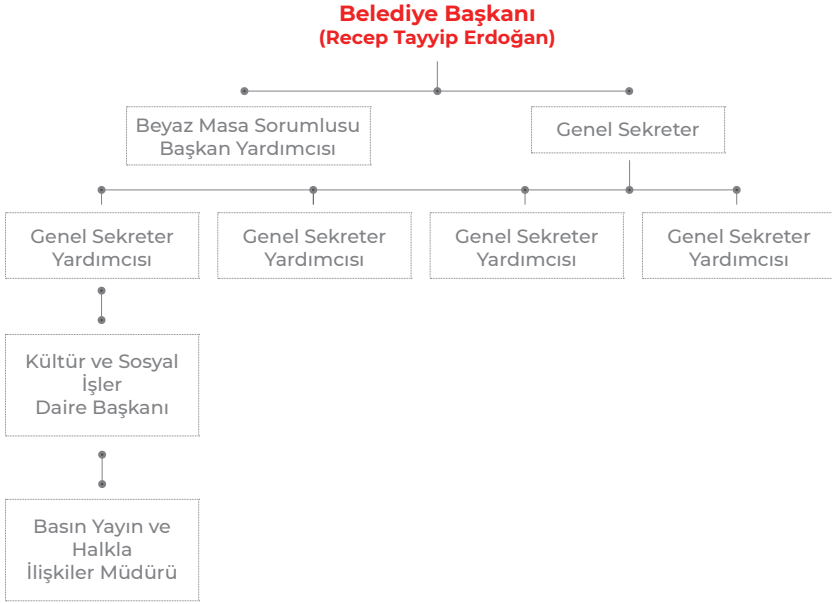 Belediye Başkanı
(Recep Tayyip Erdoğan)
Beyaz Masa Sorumlusu
Başkan Yardımcısı
Genel Sekreter
Genel Sekreter
Yardımcısı
Genel Sekreter
Yardımcısı
Genel Sekreter
Yardımcısı
Genel Sekreter
Yardımcısı
Kültür ve Sosyal
İşler
Daire Başkanı
Basın Yayın ve
Halkla
İlişkiler Müdürü